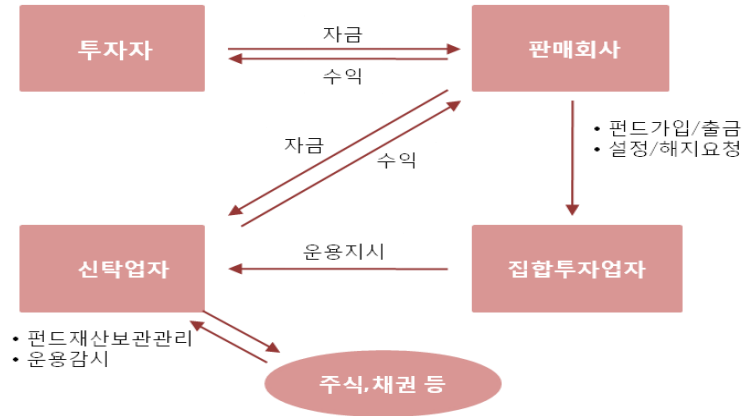 투자자
자금
수익
판매회사
• 펀드가입/출금
• 설정/해지요청
자금
수익
신탁업자
운용지시
집합투자업자
• 펀드재산보관관리
• 운용감시
주식,채권 등